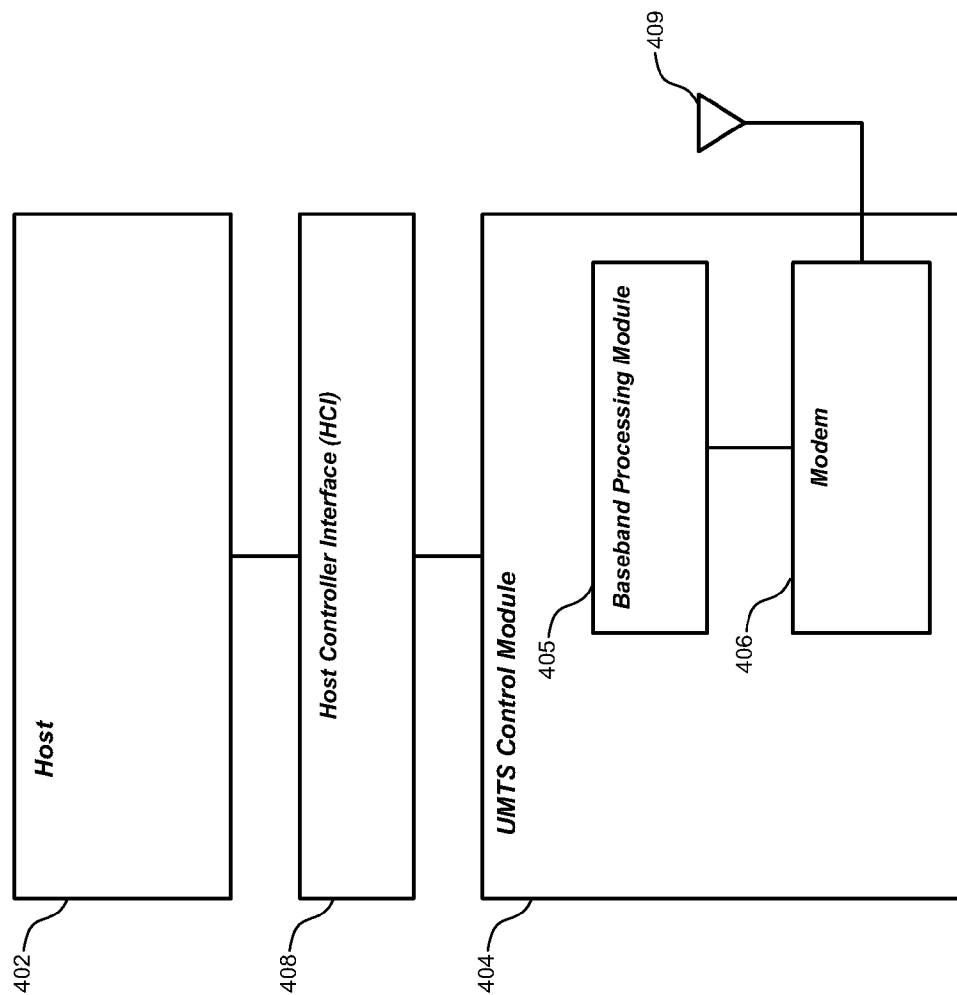 402
Host
408
Host Controller Interface (HCI)
404
UMTS Control Module
405
Baseband Processing Module
406
Modem
409